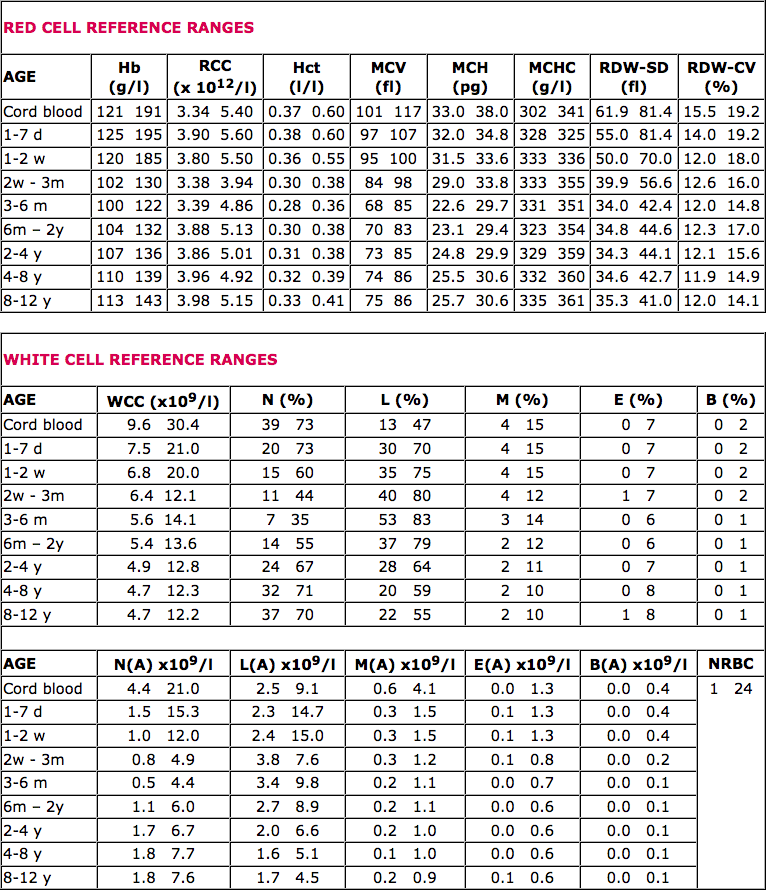 RED CELL REFERENCE RANGES
AGE Hb (g/l) RCC (x 10¹²/l) Hct (l/l) MCV (fl) MCH (pg) MCHC (g/l) RDW-SD (fl) RDW-CV (%)
Cord blood 121 191 3.34 5.40 0.37 0.60 101 117 33.0 38.0 302 341 61.9 81.4 15.5 19.2
1-7 d 125 195 3.90 5.60 0.38 0.60 97 107 32.0 34.8 328 325 55.0 81.4 14.0 19.2
1-2 w 120 185 3.80 5.50 0.36 0.55 95 100 31.5 33.6 333 336 50.0 70.0 12.0 18.0
2w - 3m 102 130 3.38 3.94 0.30 0.38 84 98 29.0 33.8 333 355 39.9 56.6 12.6 16.0
3-6 m 100 122 3.39 4.86 0.28 0.36 68 85 22.6 29.7 331 351 34.0 42.4 12.0 14.8
6m – 2y 104 132 3.88 5.13 0.30 0.38 70 83 23.1 29.4 323 354 34.8 44.6 12.3 17.0
2-4 y 107 136 3.86 5.01 0.31 0.38 73 85 24.8 29.9 329 359 34.3 44.1 12.1 15.6
4-8 y 110 139 3.96 4.92 0.32 0.39 74 86 25.5 30.6 332 360 34.6 42.7 11.9 14.9
8-12 y 113 143 3.98 5.15 0.33 0.41 75 86 25.7 30.6 335 361 35.3 41.0 12.0 14.1
WHITE CELL REFERENCE RANGES
AGE WCC (x10⁹/l) N (%) L (%) M (%) E (%) B (%)
Cord blood 9.6 30.4 39 73 13 47 4 15 0 7 0 2
1-7 d 7.5 21.0 20 73 30 70 4 15 0 7 0 2
1-2 w 6.8 20.0 15 60 35 75 4 15 0 7 0 2
2w - 3m 6.4 12.1 11 44 40 80 4 12 1 7 0 2
3-6 m 5.6 14.1 7 35 53 83 3 14 0 6 0 1
6m – 2y 5.4 13.6 14 55 37 79 2 12 0 6 0 1
2-4 y 4.9 12.8 24 67 28 64 2 11 0 7 0 1
4-8 y 4.7 12.3 32 71 20 59 2 10 0 8 0 1
8-12 y 4.7 12.2 37 70 22 55 2 10 1 8 0 1
AGE N(A) x10⁹/l L(A) x10⁹/l M(A) x10⁹/l E(A) x10⁹/l B(A) x10⁹/l NRBC
Cord blood 4.4 21.0 2.5 9.1 0.6 4.1 0.0 1.3 0.0 0.4 1 24
1-7 d 1.5 15.3 2.3 14.7 0.3 1.5 0.1 1.3 0.0 0.4
1-2 w 1.0 12.0 2.4 15.0 0.3 1.5 0.1 1.3 0.0 0.4
2w - 3m 0.8 4.9 3.8 7.6 0.3 1.2 0.1 0.8 0.0 0.2
3-6 m 0.5 4.4 3.4 9.8 0.2 1.1 0.0 0.7 0.0 0.1
6m – 2y 1.1 6.0 2.7 8.9 0.2 1.1 0.0 0.6 0.0 0.1
2-4 y 1.7 6.7 2.0 6.6 0.2 1.0 0.0 0.6 0.0 0.1
4-8 y 1.8 7.7 1.6 5.1 0.1 1.0 0.0 0.6 0.0 0.1
8-12 y 1.8 7.6 1.7 4.5 0.2 0.9 0.1 0.6 0.0 0.1